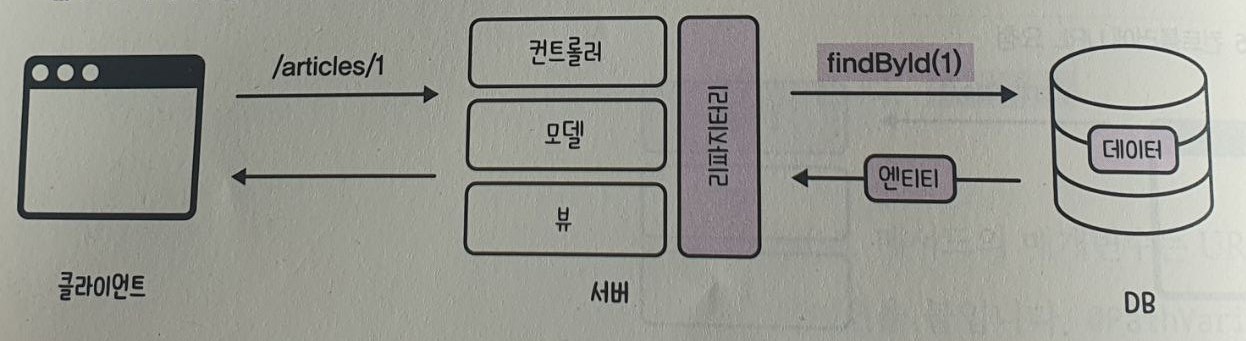 /articles/1
컨트롤러
모델
뷰
리파지터리
findById(1)
엔티티
데이터
클라이언트
서버
DB